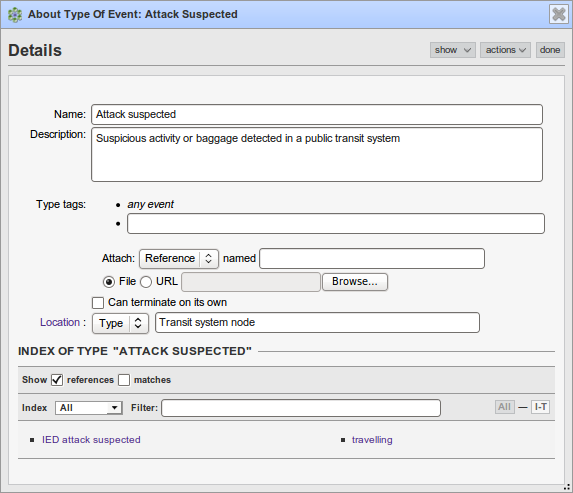 About Type Of Event: Attack Suspected
Details
show actions done
Name: Attack suspected
Description: Suspicious activity or baggage detected in a public transit system
Type tags: • any event
•
Attach: Reference named
File URL Browse...
Can terminate on its own
Location : Type Transit system node
INDEX OF TYPE "ATTACK SUSPECTED"
Show references matches
Index All Filter: All — I-T
IED attack suspected travelling